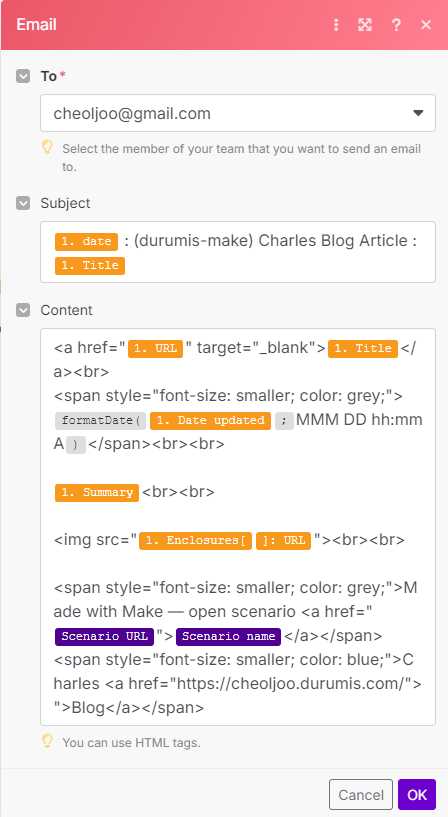 Email
To*
cheoljoo@gmail.com
Select the member of your team that you want to send an email
to.
Subject
1. date : (durumis-make) Charles Blog Article :
1. Title
Content
<a href="1. URL" target="_blank">1. Title</
a><br>
<span style="font-size: smaller; color: grey;">
formatDate( 1. Date updated ; MMM DD hh:mm
A ) </span><br><br>
1. Summary <br><br>
<img src="1. Enclosures[ ]: URL "><br><br>
<span style="font-size: smaller; color: grey;">M
ade with Make — open scenario <a href="
Scenario URL ">Scenario name</a></span>
<span style="font-size: smaller; color: blue;">C
harles <a href="https://cheoljoo.durumis.com/">
">Blog</a></span>
You can use HTML tags.
Cancel OK